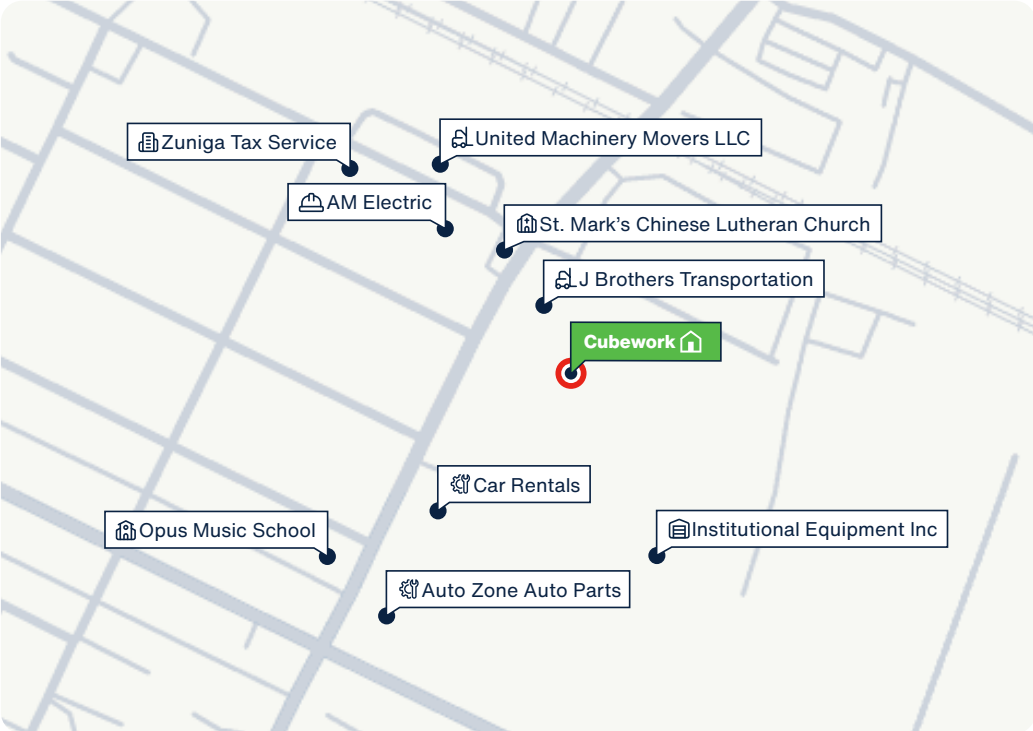 Zuniga Tax Service
United Machinery Movers LLC
AM Electric
St. Mark’s Chinese Lutheran Church
J Brothers Transportation
Cubework
Car Rentals
Opus Music School
Institutional Equipment Inc
Auto Zone Auto Parts